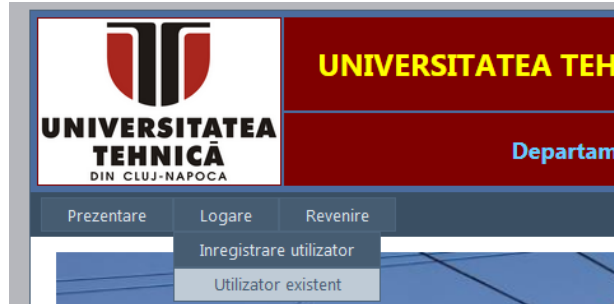 UNIVERSITATEA
TEHNICĂ
DIN CLUJ-NAPOCA
UNIVERSITATEA TEH
Departam
Prezentare Logare Revenire
Inregistrare utilizator
Utilizator existent